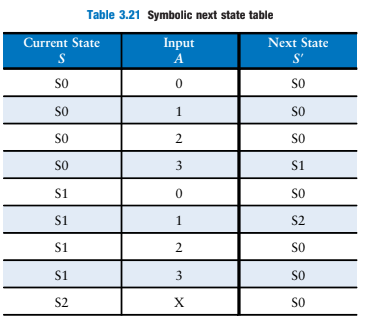 Table 3.21 Symbolic next state table
Current State Input Next State
S A S′
S0 0 S0
S0 1 S0
S0 2 S0
S0 3 S1
S1 0 S0
S1 1 S2
S1 2 S0
S1 3 S0
S2 X S0